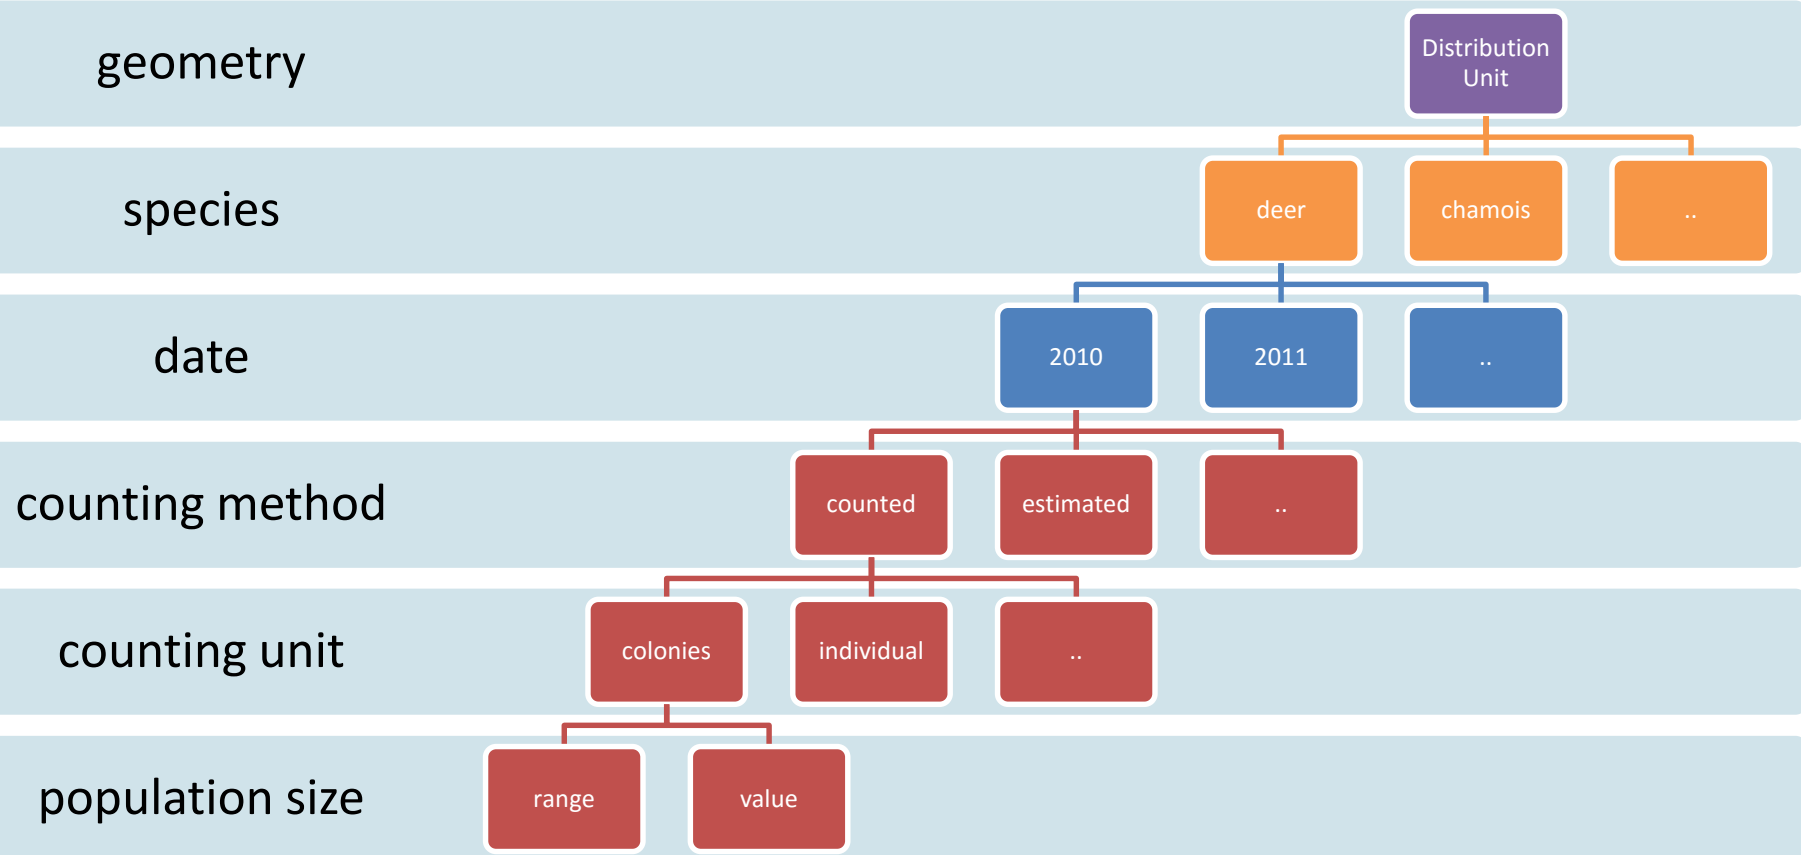 geometry
Distribution
Unit
species
deer
chamois
..
date
2010
2011
..
counting method
counted
estimated
..
counting unit
colonies
individual
..
population size
range
value